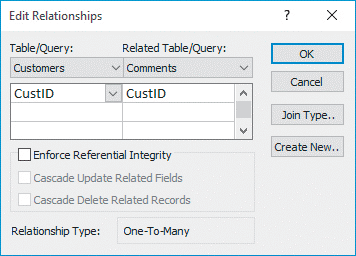 Edit Relationships
?
Table/Query: Related Table/Query:
Customers Comments
CustID CustID
OK
Cancel
Join Type..
Create New..
Enforce Referential Integrity
Cascade Update Related Fields
Cascade Delete Related Records
Relationship Type: One-To-Many